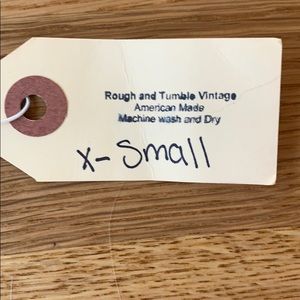 Rough and Tumble Vintage
American Made
Machine wash and Dry
X-Small